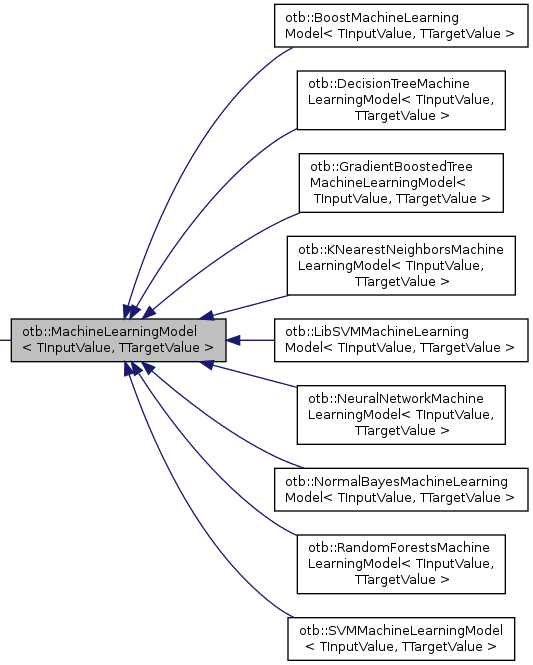 otb::BoostMachineLearning
Model< TInputValue, TTargetValue >
otb::DecisionTreeMachine
LearningModel< TInputValue,
TTargetValue >
otb::GradientBoostedTree
MachineLearningModel<
TInputValue, TTargetValue >
otb::KNearestNeighborsMachine
LearningModel< TInputValue,
TTargetValue >
otb::MachineLearningModel
< TInputValue, TTargetValue >
otb::LibSVMMachineLearning
Model< TInputValue, TTargetValue >
otb::NeuralNetworkMachine
LearningModel< TInputValue,
TTargetValue >
otb::NormalBayesMachineLearning
Model< TInputValue, TTargetValue >
otb::RandomForestsMachine
LearningModel< TInputValue,
TTargetValue >
otb::SVMMachineLearningModel
< TInputValue, TTargetValue >